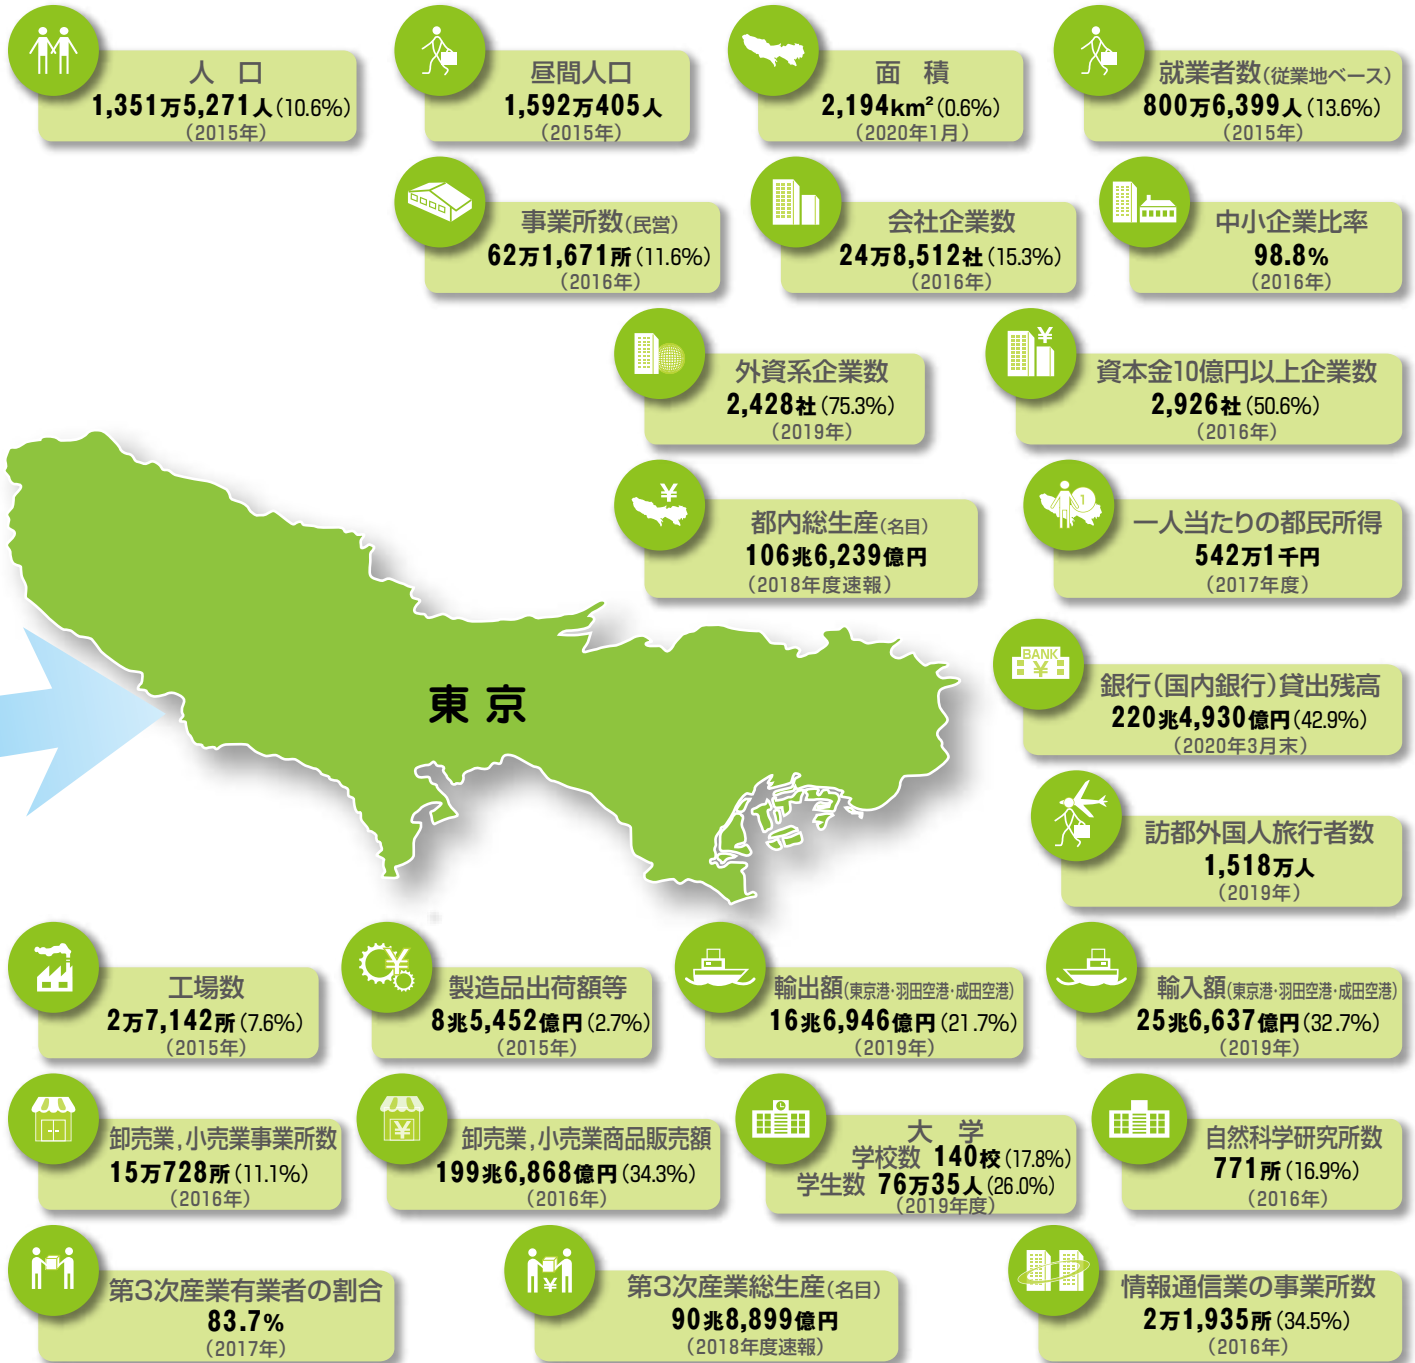 人　口
1,351万5,271人(10.6%)
(2015年)
昼間人口
1,592万405人
(2015年)
面　積
2,194km²(0.6%)
(2020年1月)
就業者数(従業地ベース)
800万6,399人(13.6%)
(2015年)
事業所数(民営)
62万1,671所(11.6%)
(2016年)
会社企業数
24万8,512社(15.3%)
(2016年)
中小企業比率
98.8%
(2016年)
外資系企業数
2,428社(75.3%)
(2019年)
¥
資本金10億円以上企業数
2,926社(50.6%)
(2016年)
¥
都内総生産(名目)
106兆6,239億円
(2018年度速報)
1
一人当たりの都民所得
542万1千円
(2017年度)
東京
BANK
¥
銀行(国内銀行)貸出残高
220兆4,930億円(42.9%)
(2020年3月末)
訪都外国人旅行者数
1,518万人
(2019年)
工場数
2万7,142所(7.6%)
(2015年)
¥
製造品出荷額等
8兆5,452億円(2.7%)
(2015年)
輸出額(東京港・羽田空港・成田空港)
16兆6,946億円(21.7%)
(2019年)
輸入額(東京港・羽田空港・成田空港)
25兆6,637億円(32.7%)
(2019年)
卸売業,小売業事業所数
15万728所(11.1%)
(2016年)
¥
卸売業,小売業商品販売額
199兆6,868億円(34.3%)
(2016年)
大　学
学校数 140校(17.8%)
学生数 76万35人(26.0%)
(2019年度)
自然科学研究所数
771所(16.9%)
(2016年)
第3次産業有業者の割合
83.7%
(2017年)
¥
第3次産業総生産(名目)
90兆8,899億円
(2018年度速報)
情報通信業の事業所数
2万1,935所(34.5%)
(2016年)